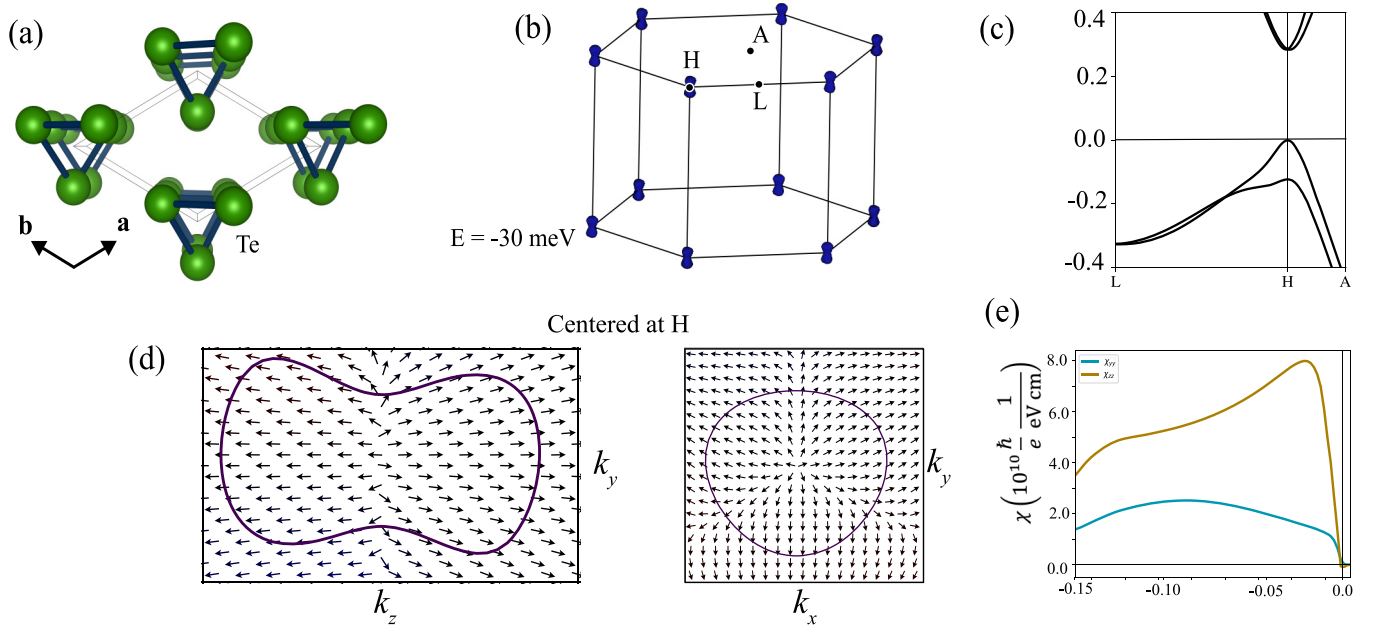 (a)
b
a
Te
(b)
A
H
L
E = -30 meV
(c)
0.4
0.2
0.0
-0.2
-0.4
L
H
A
Centered at H
(d)
k_y
k_z
k_y
k_x
(e)
χ (10^10 ħ/e 1/eV cm)
χ_yy
χ_zz
8.0
6.0
4.0
2.0
0.0
-0.15
-0.10
-0.05
0.0